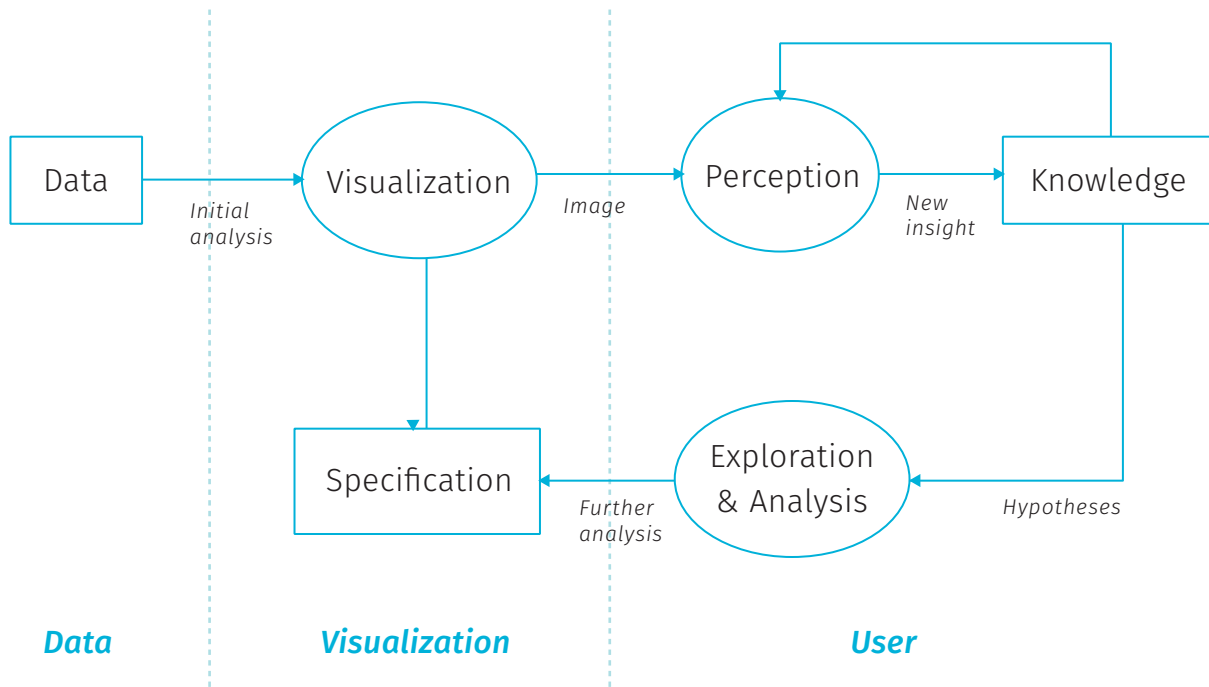 Data
Visualization
Perception
Knowledge
Initial
analysis
Image
New
insight
Specification
Exploration
& Analysis
Further
analysis
Hypotheses
Data
Visualization
User